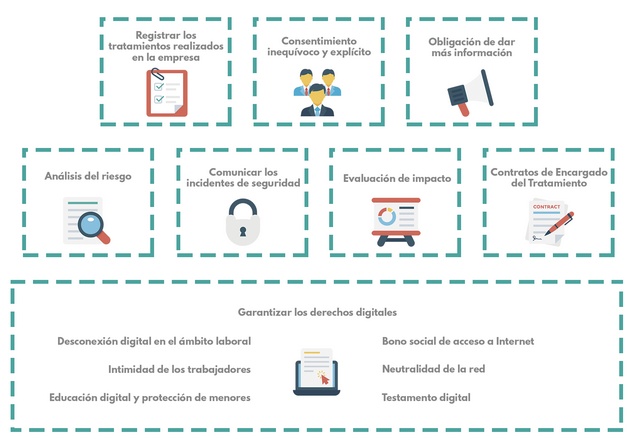 Registrar los
tratamientos realizados
en la empresa
Consentimiento
inequívoco y explícito
Obligación de dar
más información
Análisis del riesgo
Comunicar los
incidentes de seguridad
Evaluación de impacto
Contratos de Encargado
del Tratamiento
CONTRACT
Garantizar los derechos digitales
Desconexión digital en el ámbito laboral
Intimidad de los trabajadores
Educación digital y protección de menores
Bono social de acceso a Internet
Neutralidad de la red
Testamento digital